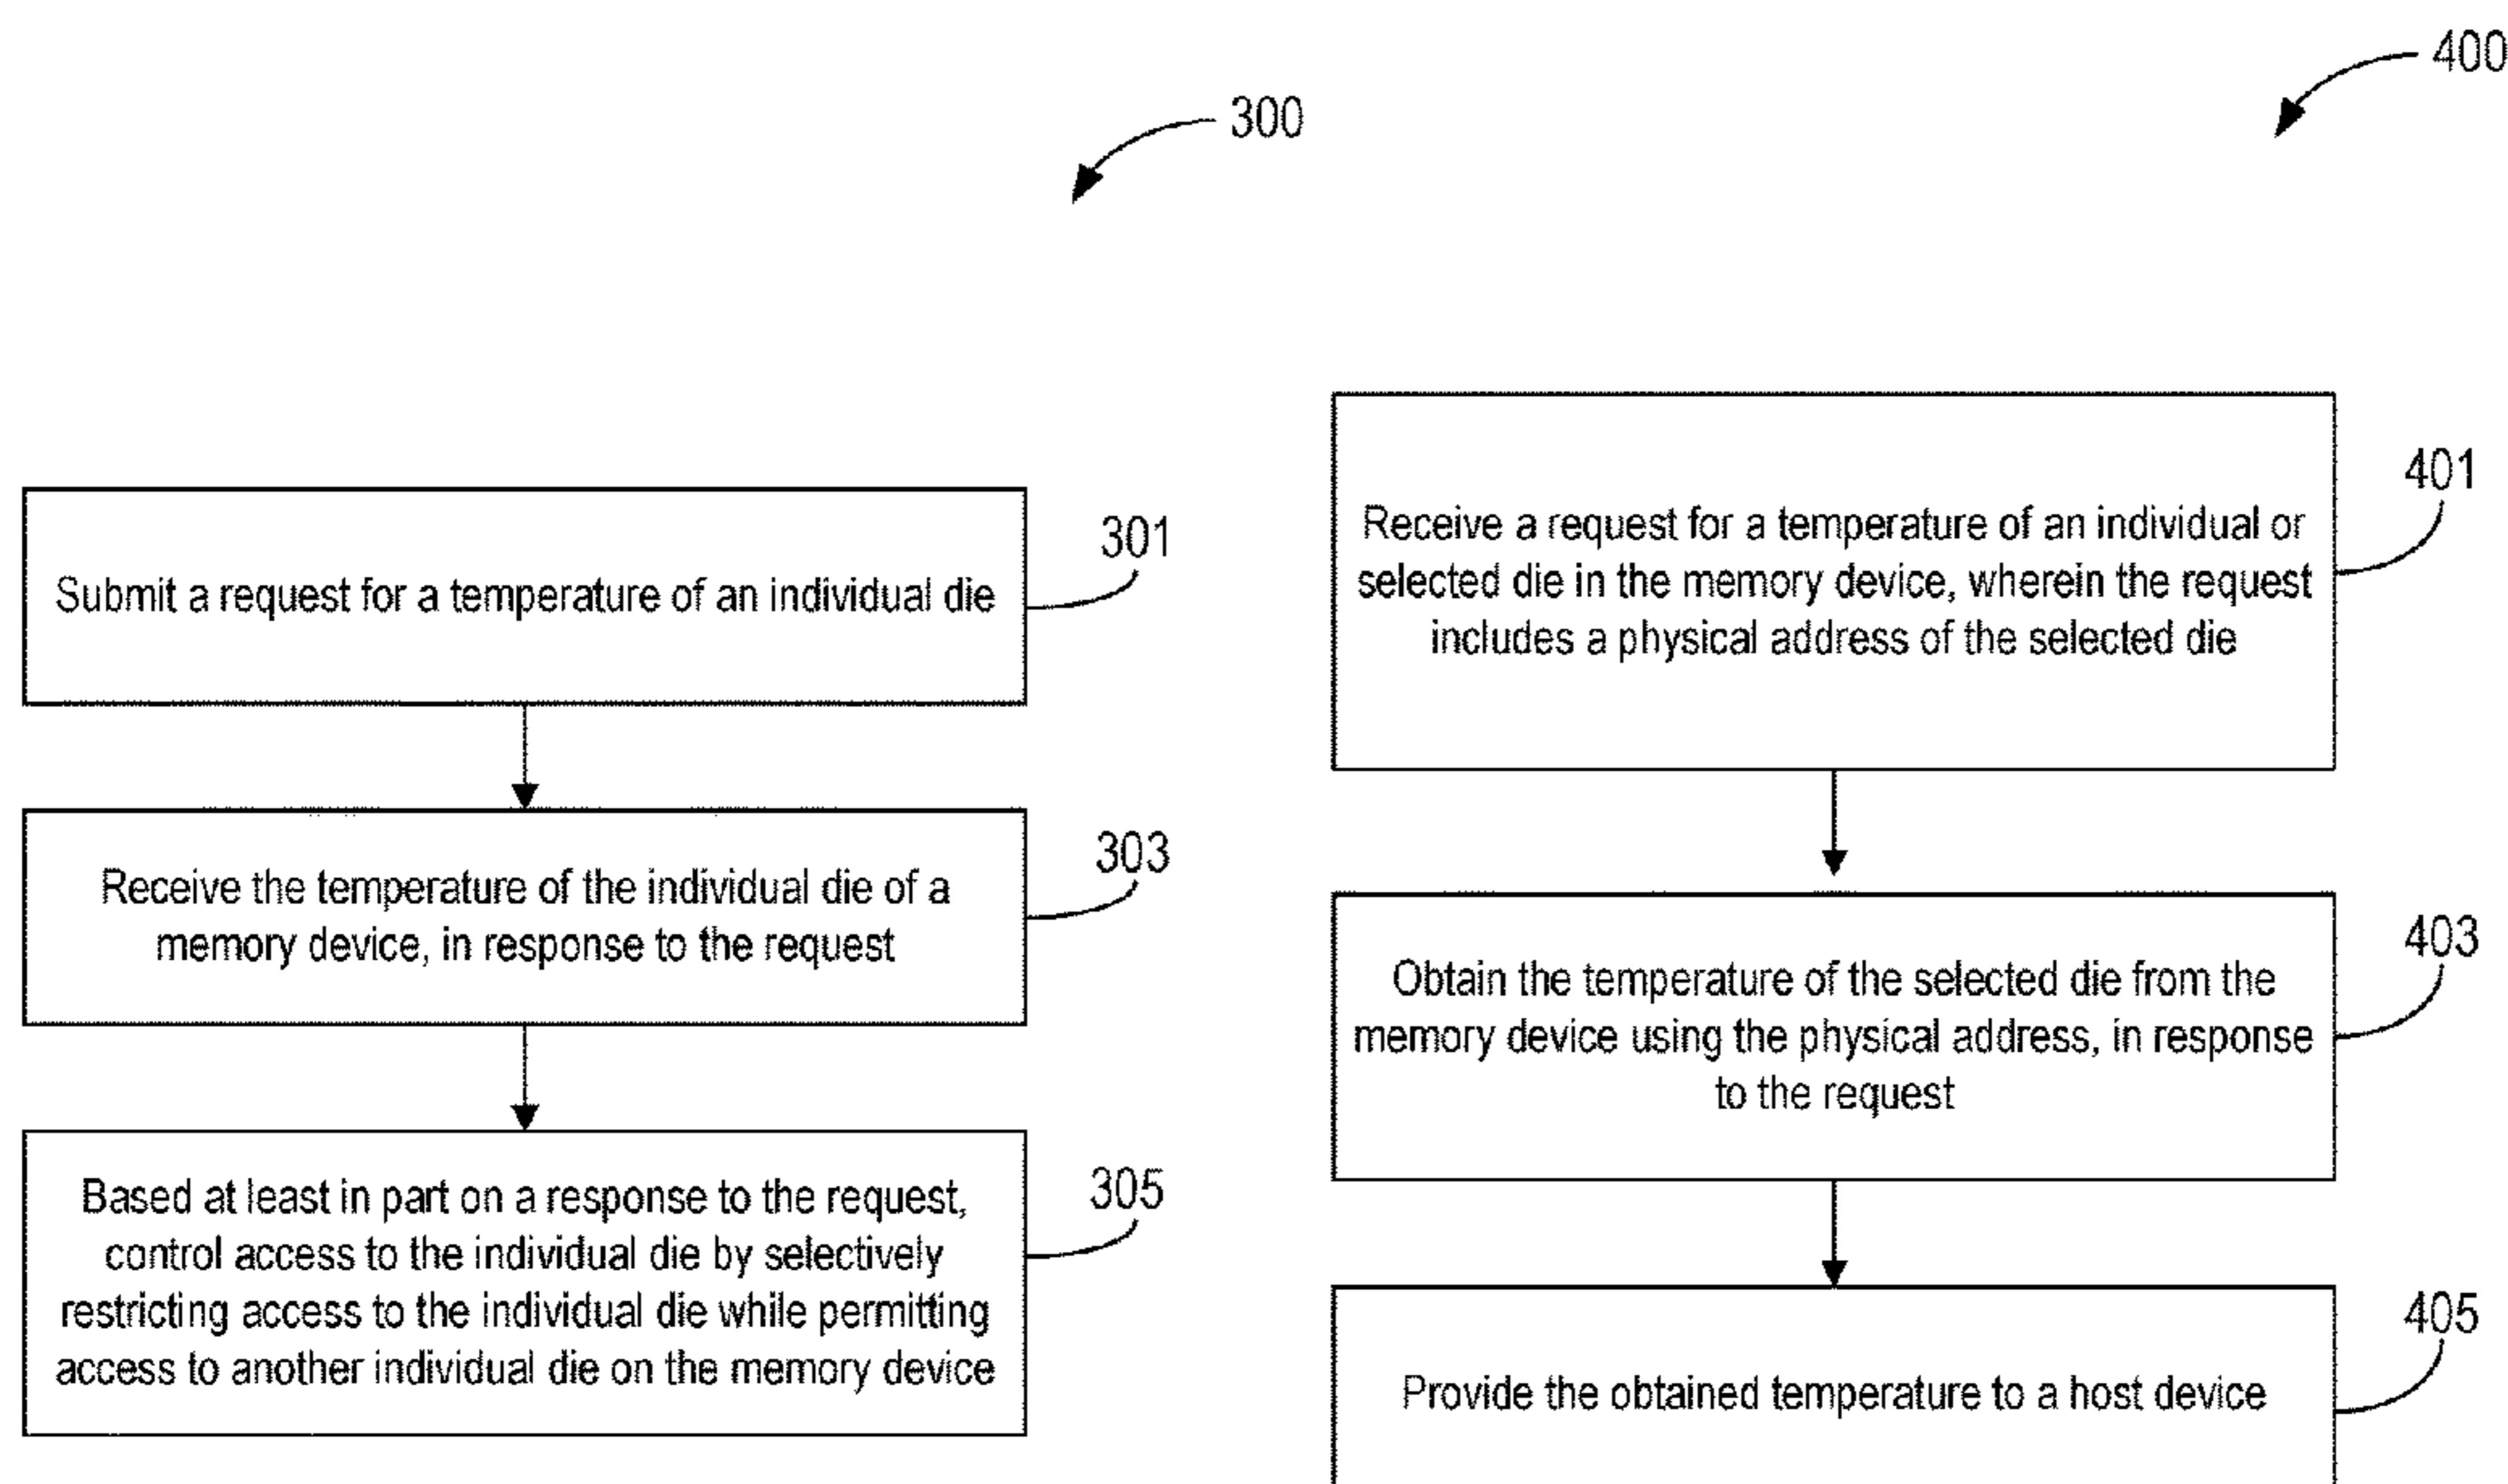 300
301
Submit a request for a temperature of an individual die
303
Receive the temperature of the individual die of a
memory device, in response to the request
305
Based at least in part on a response to the request,
control access to the individual die by selectively
restricting access to the individual die while permitting
access to another individual die on the memory device
400
401
Receive a request for a temperature of an individual or
selected die in the memory device, wherein the request
includes a physical address of the selected die
403
Obtain the temperature of the selected die from the
memory device using the physical address, in response
to the request
405
Provide the obtained temperature to a host device